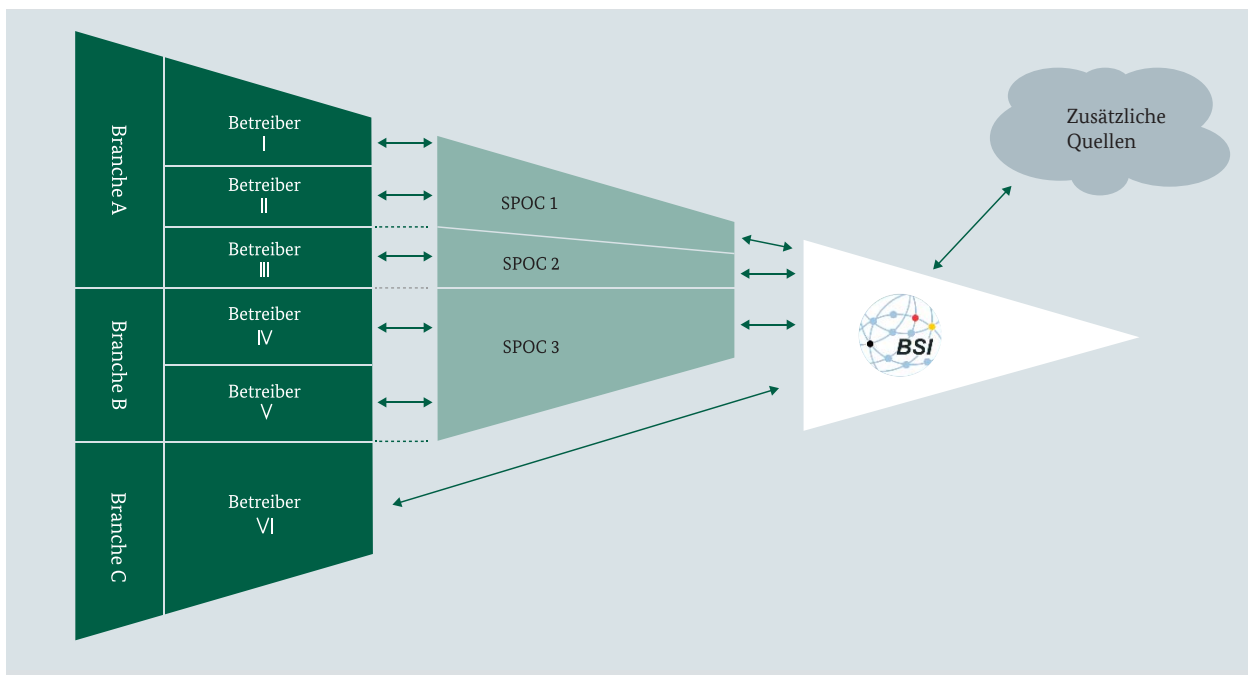 Branche A
Betreiber
I
Betreiber
II
Betreiber
III
Branche B
Betreiber
IV
Betreiber
V
Branche C
Betreiber
VI
SPOC 1
SPOC 2
SPOC 3
BSI
Zusätzliche
Quellen